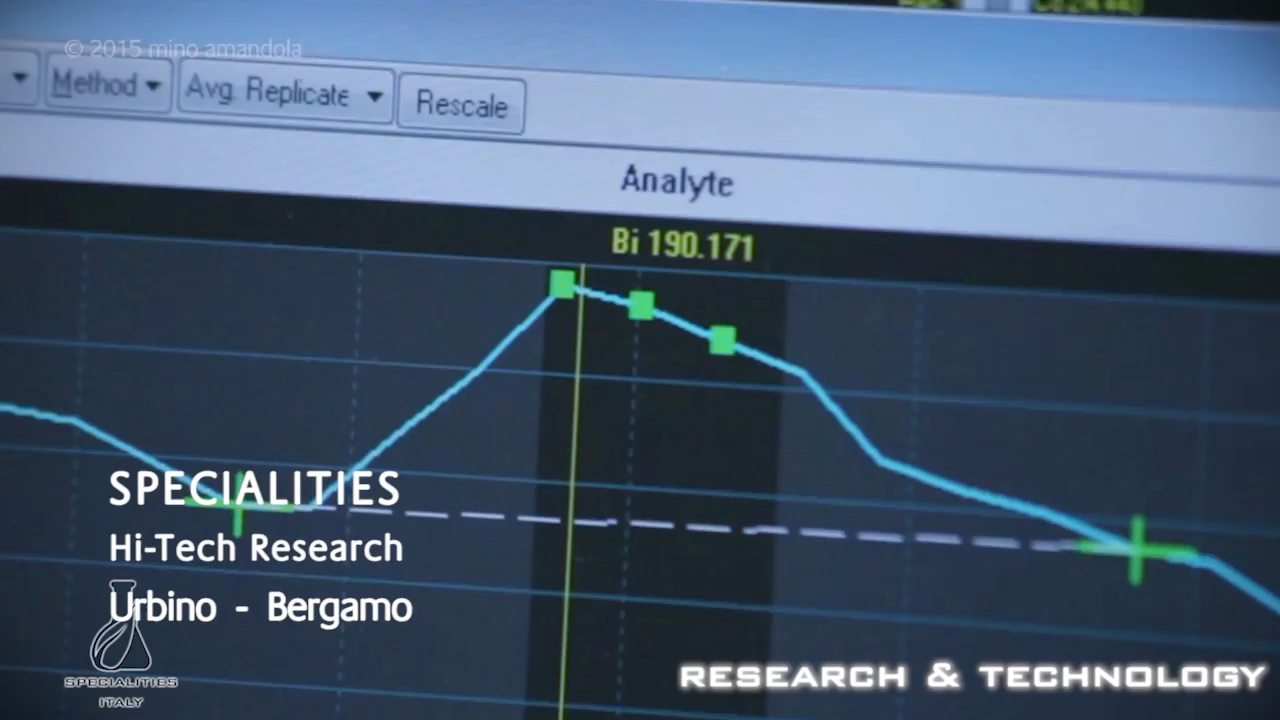 © 2015 mino amandola
Method
Avg. Replicate
Rescale
Analyte
Bi 190.171
SPECIALITIES
Hi-Tech Research
Urbino - Bergamo
SPECIALITIES
ITALY
RESEARCH & TECHNOLOGY